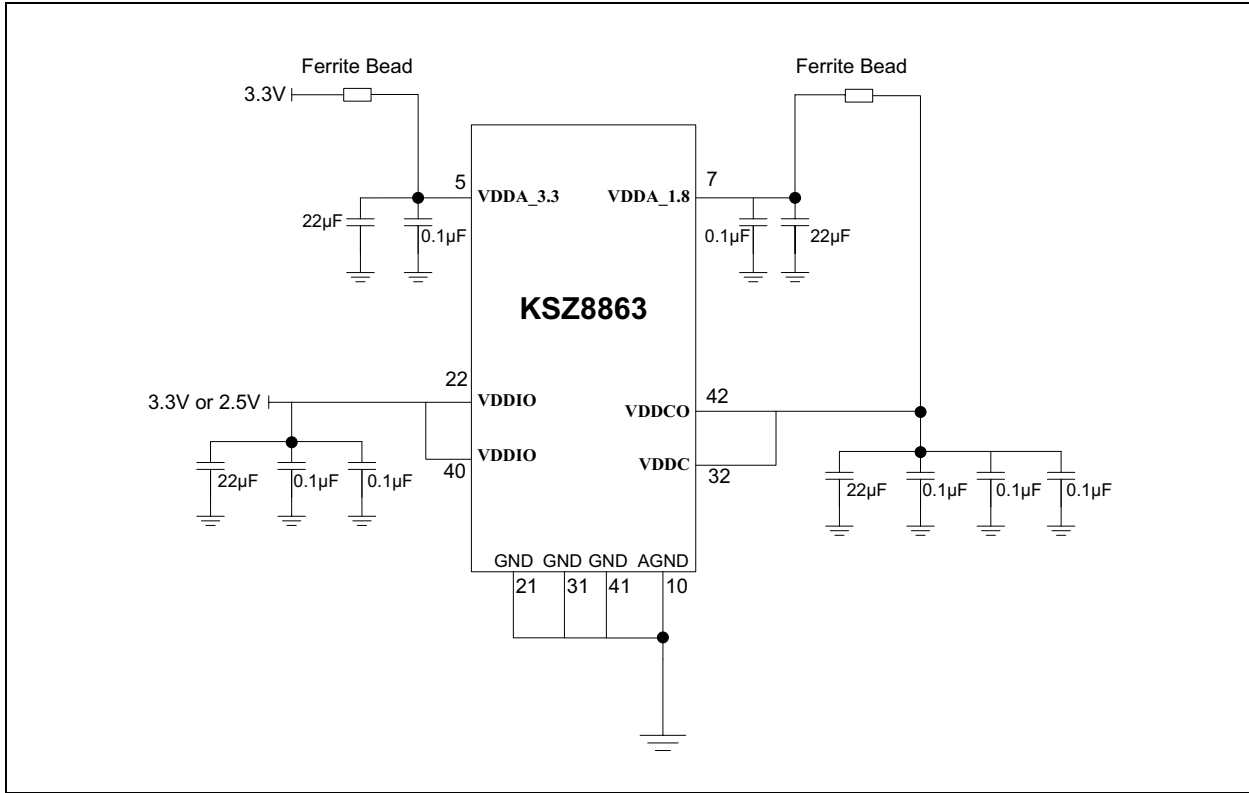 Ferrite Bead
Ferrite Bead
3.3V
5
VDDA_3.3
VDDA_1.8
7
22µF
0.1µF
0.1µF
22µF
KSZ8863
3.3V or 2.5V
22
VDDIO
VDDCO
42
40
VDDIO
VDDC
32
22µF
0.1µF
0.1µF
22µF
0.1µF
0.1µF
0.1µF
GND GND GND AGND
21 31 41 10